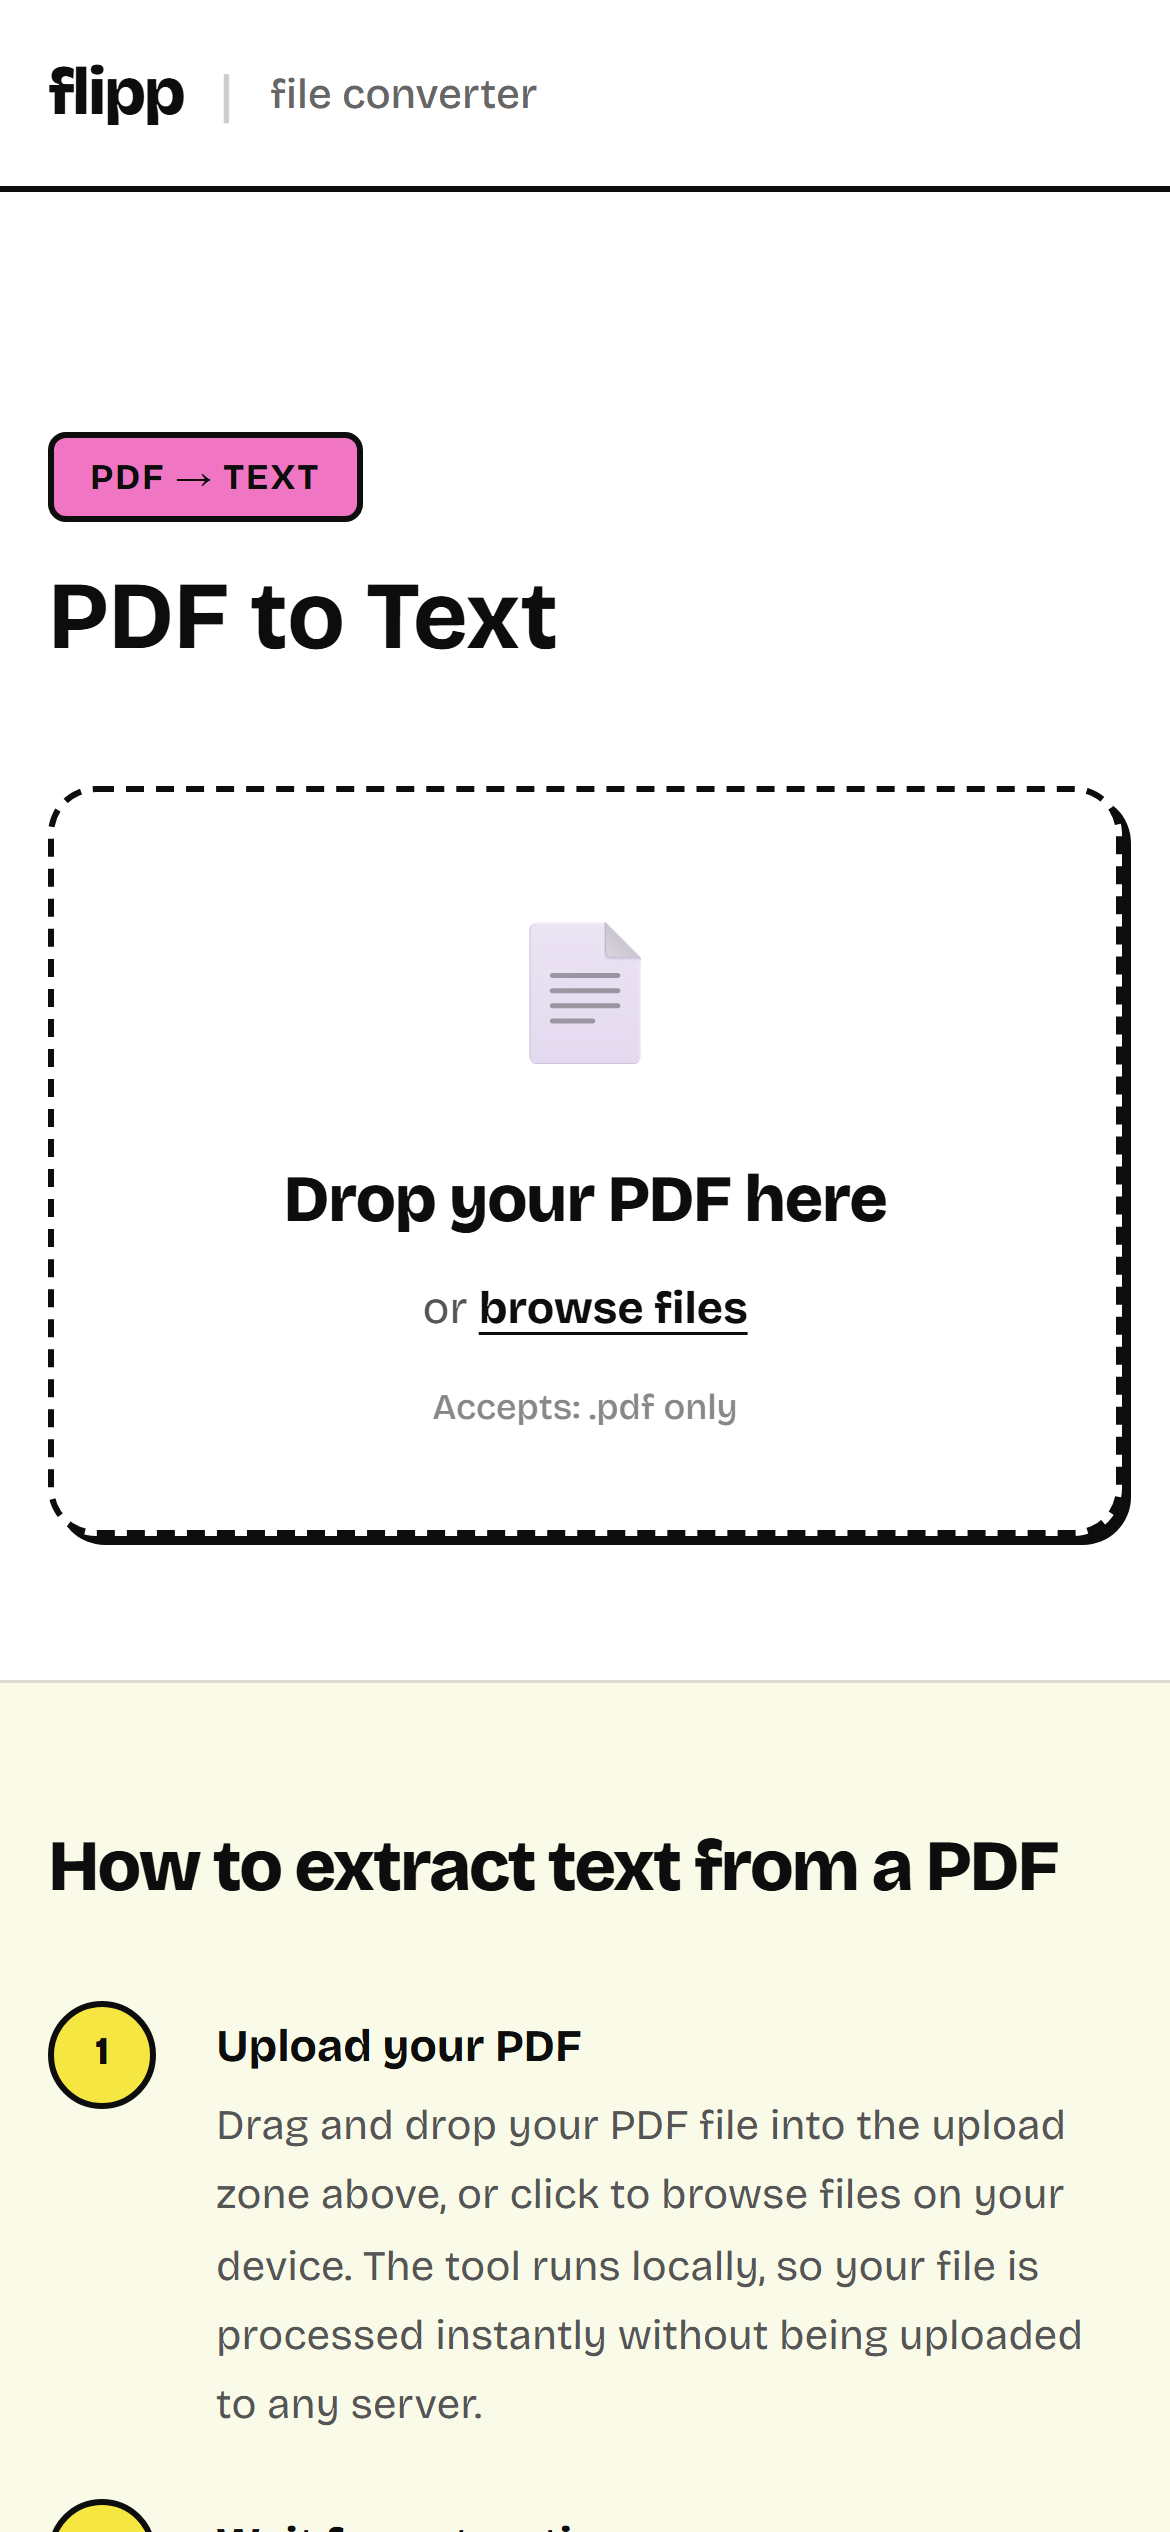 flipp | file converter
PDF → TEXT
PDF to Text
Drop your PDF here
or browse files
Accepts: .pdf only
How to extract text from a PDF
1
Upload your PDF
Drag and drop your PDF file into the upload
zone above, or click to browse files on your
device. The tool runs locally, so your file is
processed instantly without being uploaded
to any server.